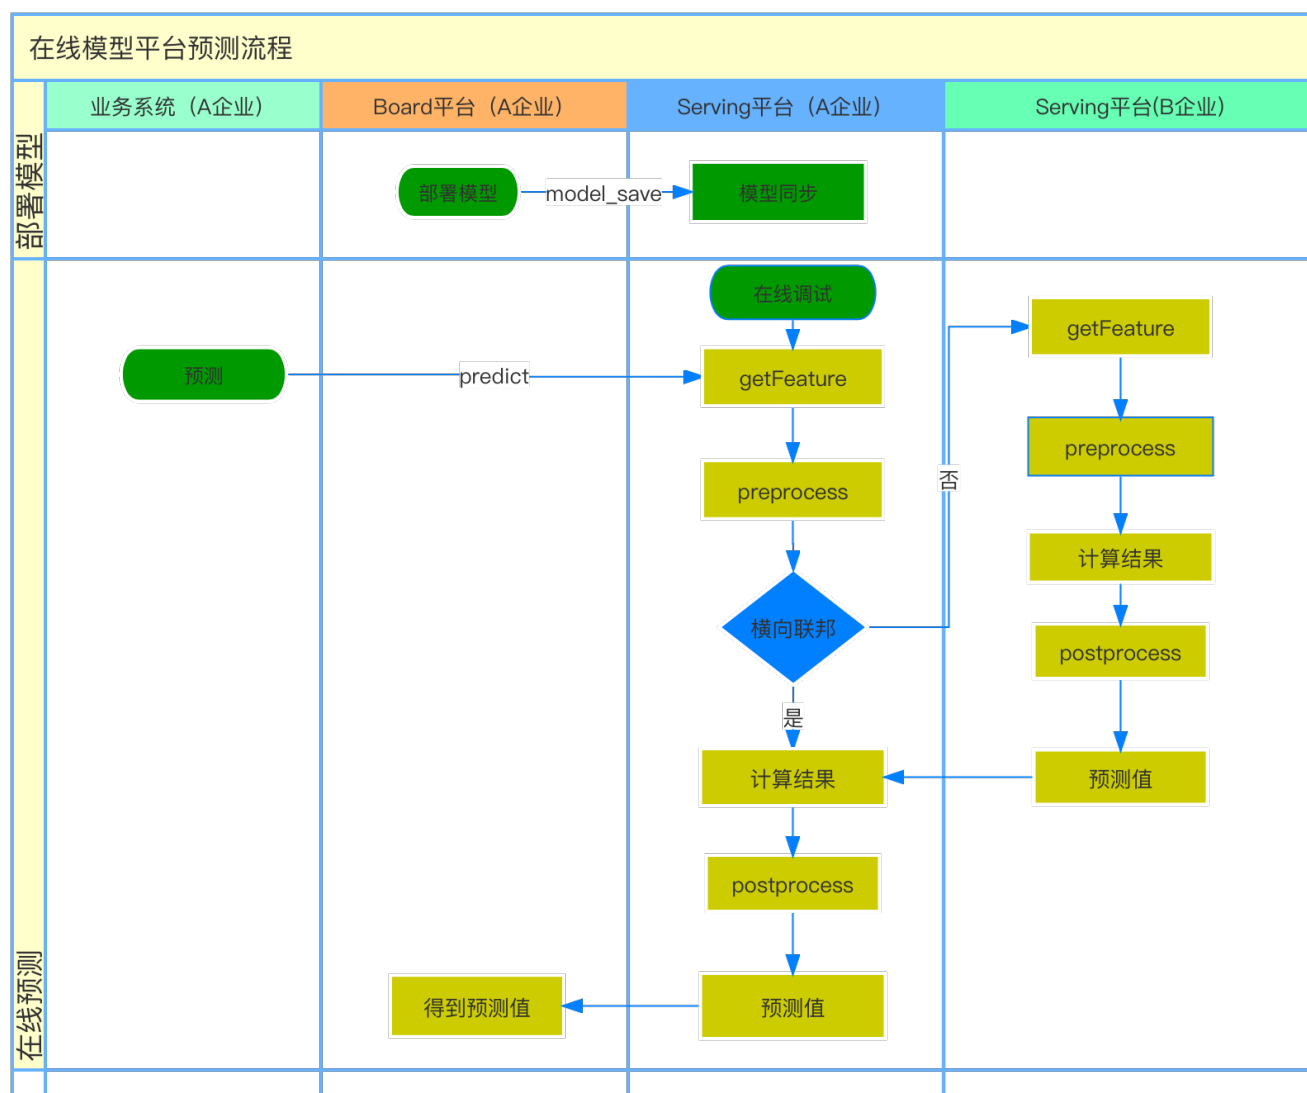 在线模型平台预测流程
业务系统（A企业）
Board平台（A企业）
Serving平台（A企业）
Serving平台(B企业)
部署模型
部署模型
model_save
模型同步
在线预测
在线调试
预测
predict
getFeature
preprocess
横向联邦
否
是
getFeature
preprocess
计算结果
postprocess
预测值
计算结果
postprocess
预测值
得到预测值